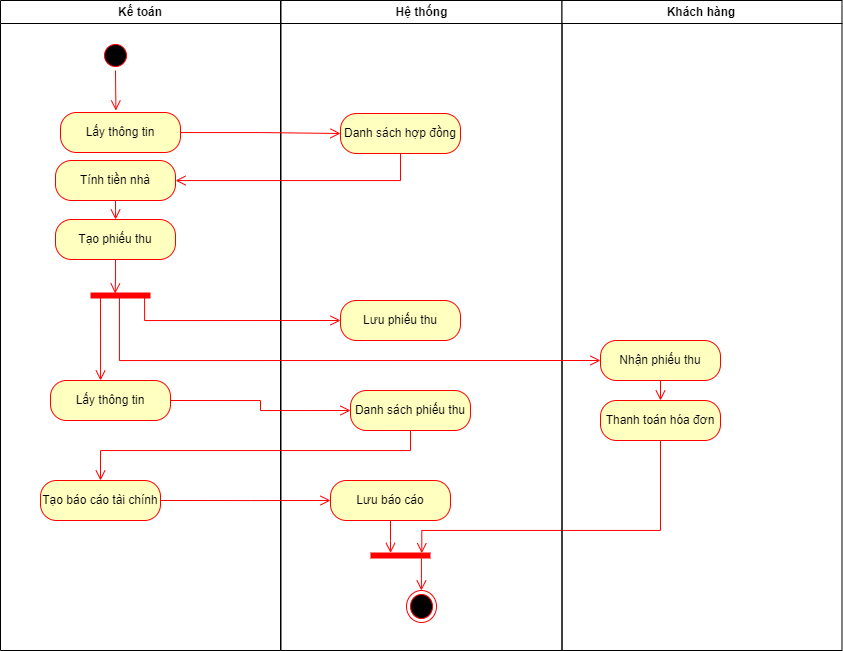 Kế toán
Hệ thống
Khách hàng
Lấy thông tin
Danh sách hợp đồng
Tính tiền nhà
Tạo phiếu thu
Lưu phiếu thu
Nhận phiếu thu
Lấy thông tin
Danh sách phiếu thu
Thanh toán hóa đơn
Tạo báo cáo tài chính
Lưu báo cáo